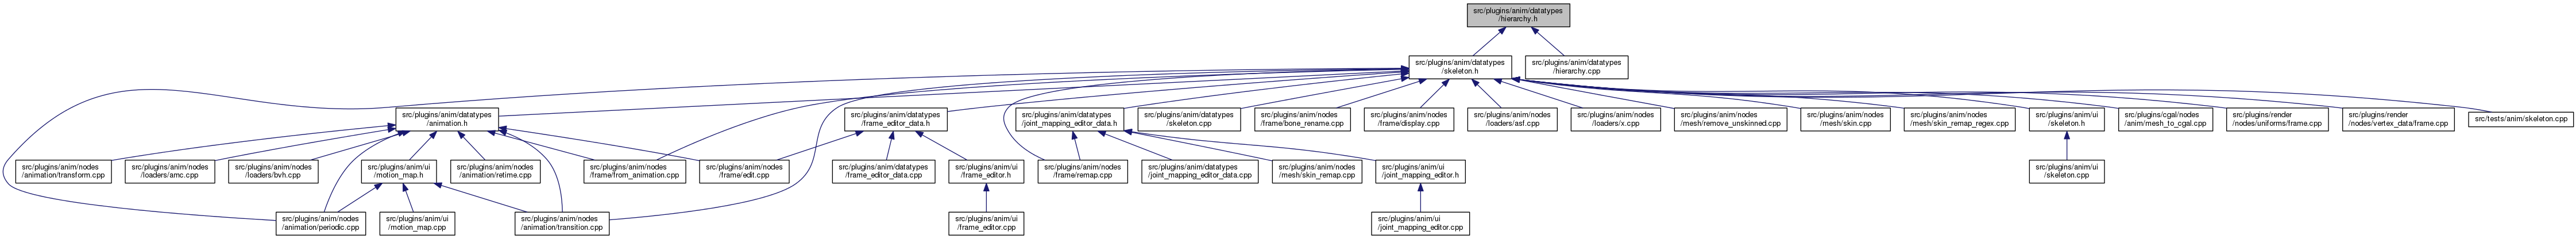 src/plugins/anim/datatypes
/hierarchy.h
src/plugins/anim/datatypes
/skeleton.h
src/plugins/anim/datatypes
/hierarchy.cpp
src/plugins/anim/datatypes
/animation.h
src/plugins/anim/datatypes
/frame_editor_data.h
src/plugins/anim/datatypes
/joint_mapping_editor_data.h
src/plugins/anim/datatypes
/skeleton.cpp
src/plugins/anim/nodes
/frame/bone_rename.cpp
src/plugins/anim/nodes
/frame/display.cpp
src/plugins/anim/nodes
/loaders/asf.cpp
src/plugins/anim/nodes
/loaders/x.cpp
src/plugins/anim/nodes
/mesh/remove_unskinned.cpp
src/plugins/anim/nodes
/mesh/skin.cpp
src/plugins/anim/nodes
/mesh/skin_remap_regex.cpp
src/plugins/anim/ui
/skeleton.h
src/plugins/cgal/nodes
/anim/mesh_to_cgal.cpp
src/plugins/render
/nodes/uniforms/frame.cpp
src/plugins/render
/nodes/vertex_data/frame.cpp
src/tests/anim/skeleton.cpp
src/plugins/anim/nodes
/animation/transform.cpp
src/plugins/anim/nodes
/loaders/amc.cpp
src/plugins/anim/nodes
/loaders/bvh.cpp
src/plugins/anim/ui
/motion_map.h
src/plugins/anim/nodes
/animation/retime.cpp
src/plugins/anim/nodes
/frame/from_animation.cpp
src/plugins/anim/nodes
/frame/edit.cpp
src/plugins/anim/datatypes
/frame_editor_data.cpp
src/plugins/anim/ui
/frame_editor.h
src/plugins/anim/nodes
/frame/remap.cpp
src/plugins/anim/datatypes
/joint_mapping_editor_data.cpp
src/plugins/anim/nodes
/mesh/skin_remap.cpp
src/plugins/anim/ui
/joint_mapping_editor.h
src/plugins/anim/ui
/skeleton.cpp
src/plugins/anim/nodes
/animation/periodic.cpp
src/plugins/anim/ui
/motion_map.cpp
src/plugins/anim/nodes
/animation/transition.cpp
src/plugins/anim/ui
/frame_editor.cpp
src/plugins/anim/ui
/joint_mapping_editor.cpp